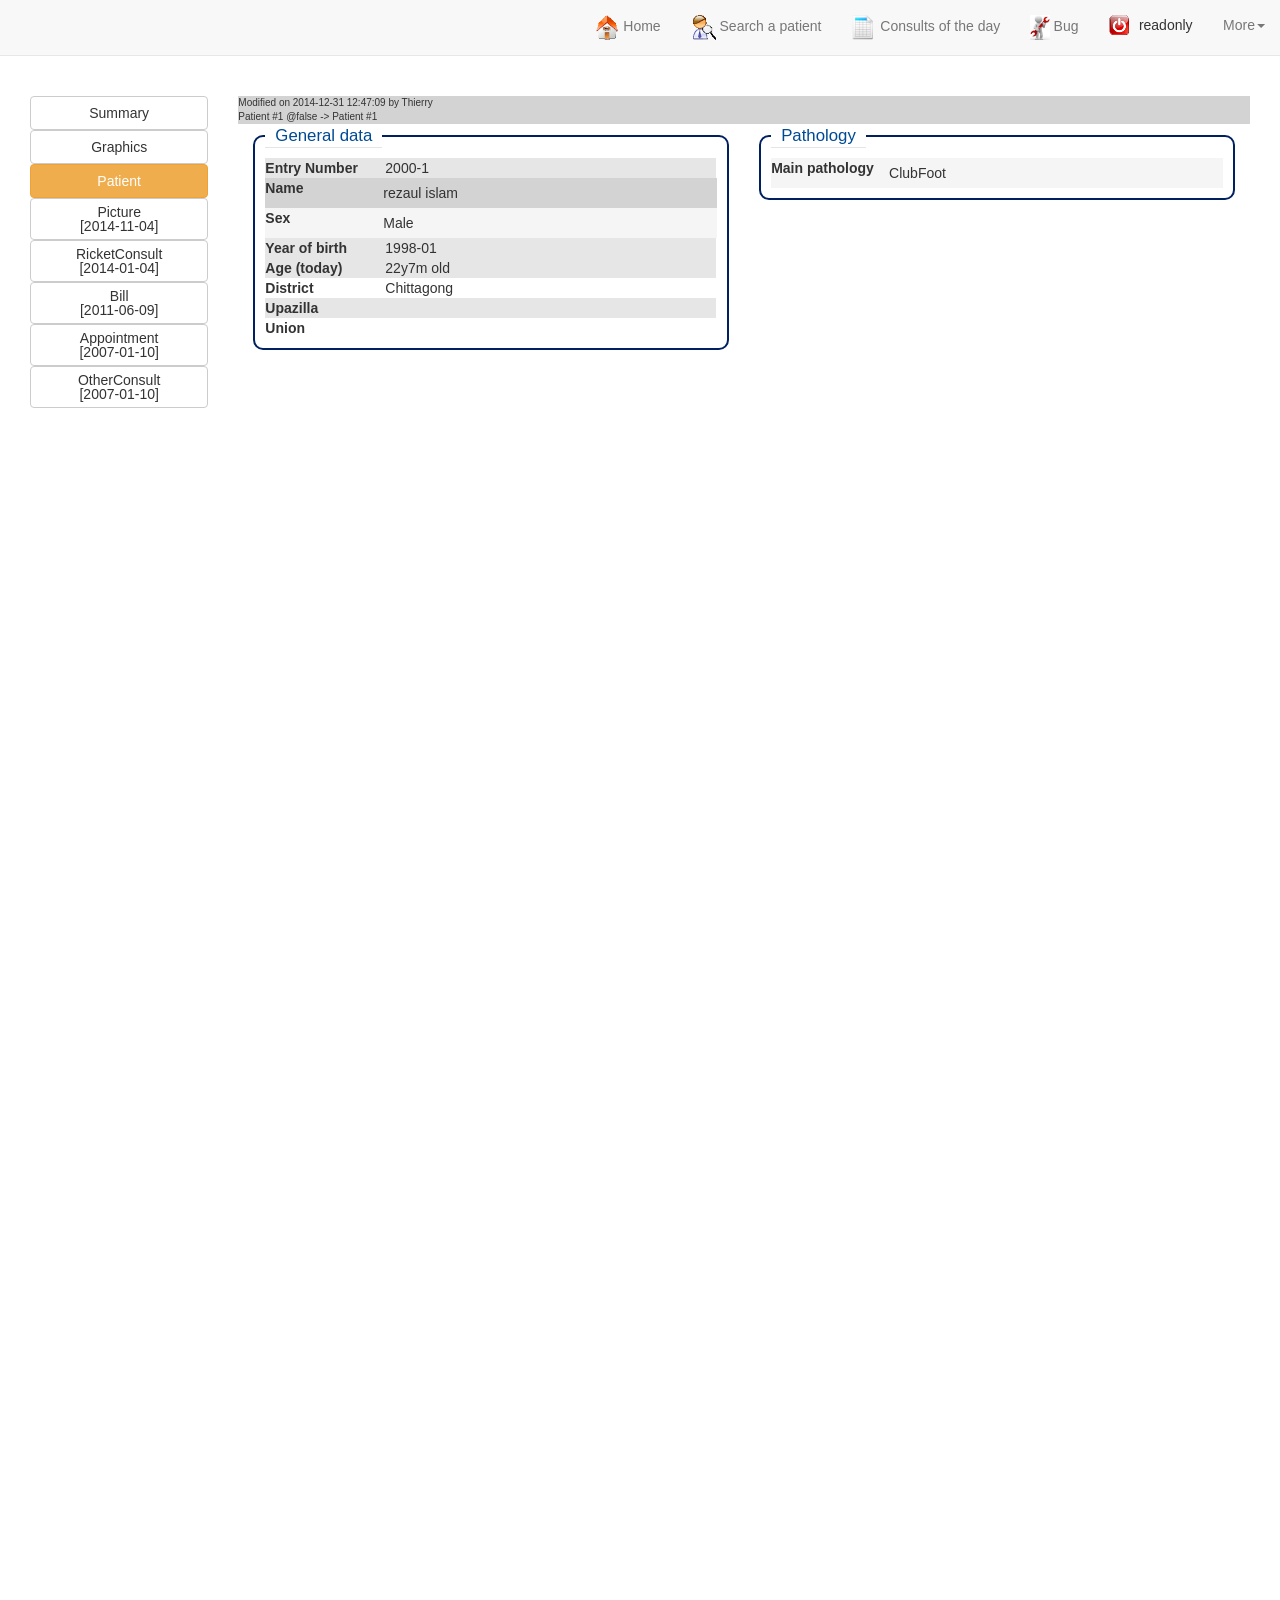 Home
Search a patient
Consults of the day
Bug
readonly
More
Summary
Graphics
Patient
Picture
[2014-11-04]
RicketConsult
[2014-01-04]
Bill
[2011-06-09]
Appointment
[2007-01-10]
OtherConsult
[2007-01-10]
Modified on 2014-12-31 12:47:09 by Thierry
Patient #1 @false -> Patient #1
General data
Entry Number 2000-1
Name rezaul islam
Sex Male
Year of birth 1998-01
Age (today) 22y7m old
District Chittagong
Upazilla
Union
Pathology
Main pathology ClubFoot